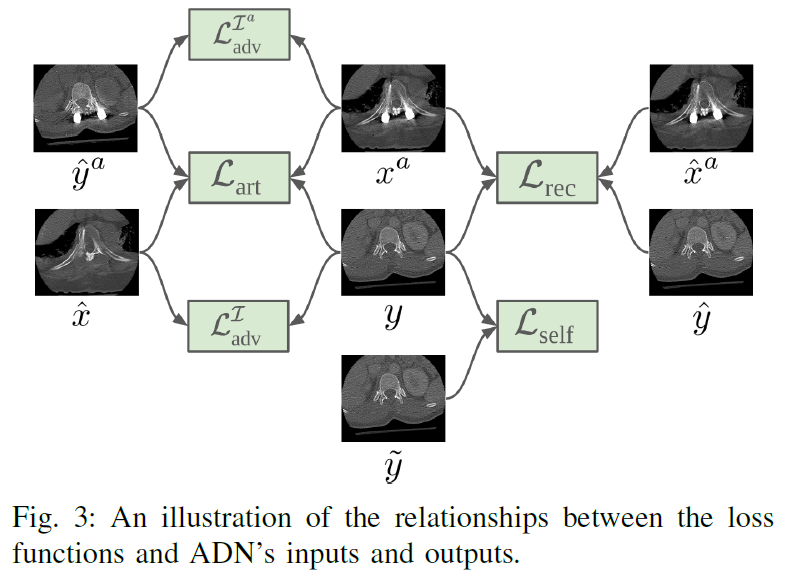 $\mathcal{L}_{\text{adv}}^{\mathcal{I}^a}$
$\hat{y}^a$ $\mathcal{L}_{\text{art}}$ $x^a$ $\mathcal{L}_{\text{rec}}$ $\hat{x}^a$
$\hat{x}$ $\mathcal{L}_{\text{adv}}^{\mathcal{I}}$ $y$ $\mathcal{L}_{\text{self}}$ $\hat{y}$
$\tilde{y}$
Fig. 3: An illustration of the relationships between the loss
functions and ADN's inputs and outputs.